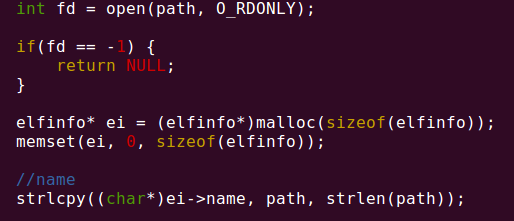 int fd = open(path, O_RDONLY);
if(fd == -1) {
return NULL;
}
elfinfo* ei = (elfinfo*)malloc(sizeof(elfinfo));
memset(ei, 0, sizeof(elfinfo));
//name
strlcpy((char*)ei->name, path, strlen(path));